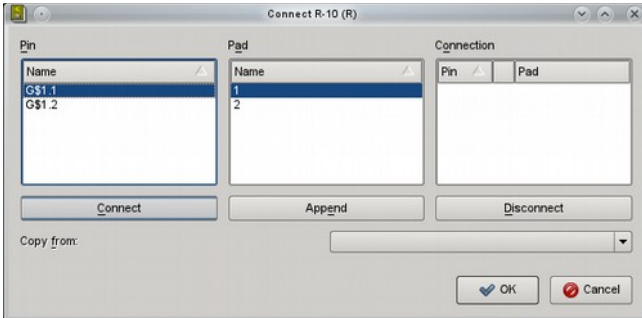 Connect R-10 (R)
Pin Pad Connection
Name Name Pin Pad
G$1.1 1
G$1.2 2
Connect Append Disconnect
Copy from:
OK Cancel